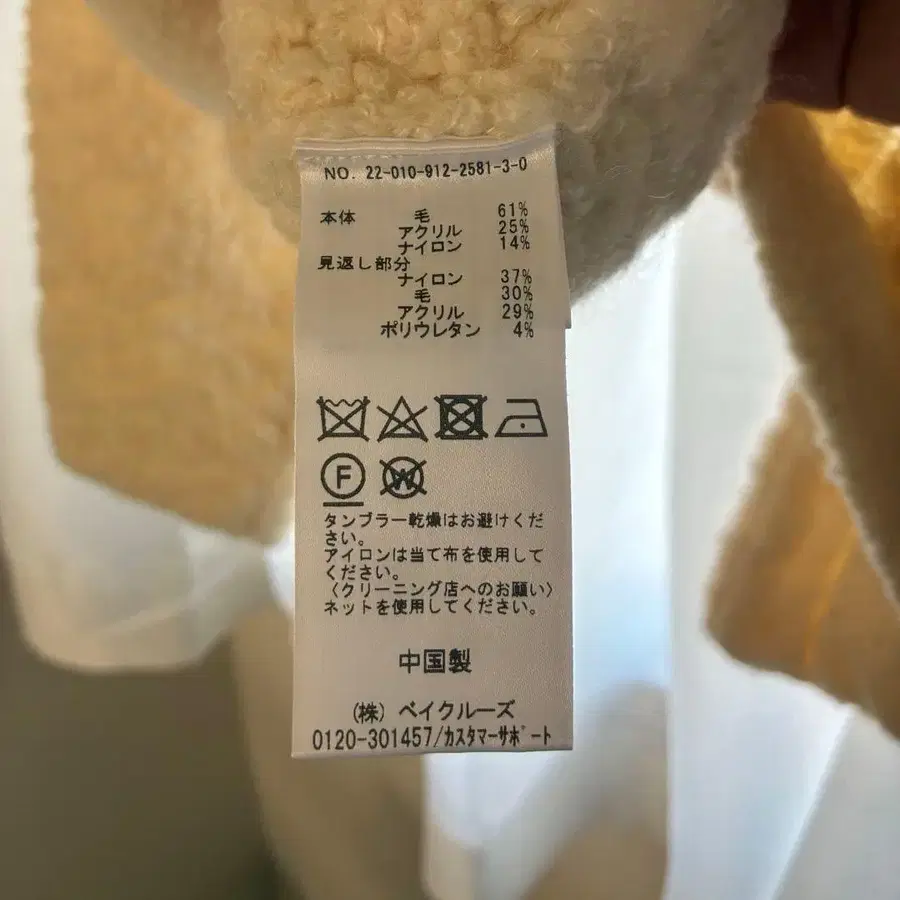 NO. 22-010-912-2581-3-0
本体 毛 61%
アクリル 25%
ナイロン 14%
見返し部分
ナイロン 37%
毛 30%
アクリル 29%
ポリウレタン 4%
F W
タンブラー乾燥はお避けくだ
さい。
アイロンは当て布を使用して
ください。
〈クリーニング店へのお願い〉
ネットを使用してください。
中国製
(株) ベイクルーズ
0120-301457/カスタマーサポート